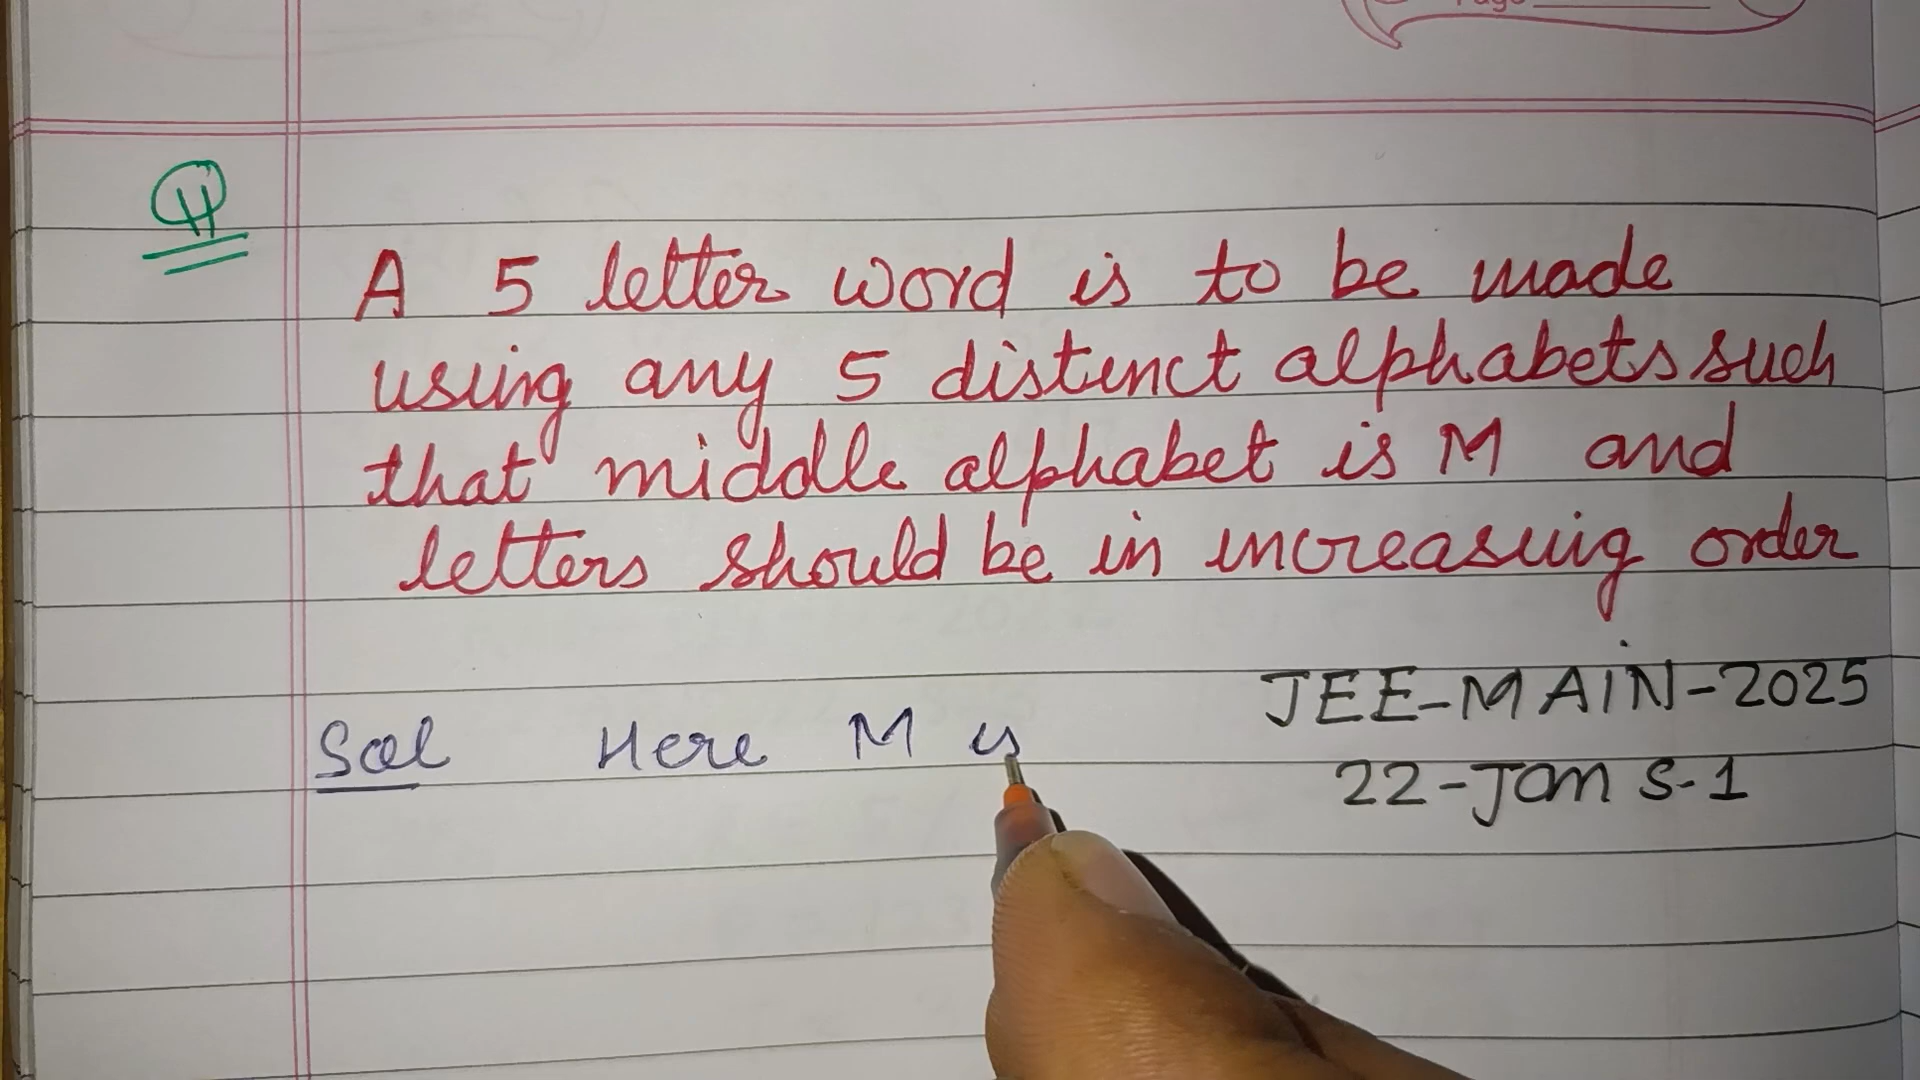 Page
Q
A 5 letter word is to be made
using any 5 distinct alphabets such
that middle alphabet is M and
letters should be in increasing order
JEE-MAIN-2025
Sol Here M is
22-Jan S-1